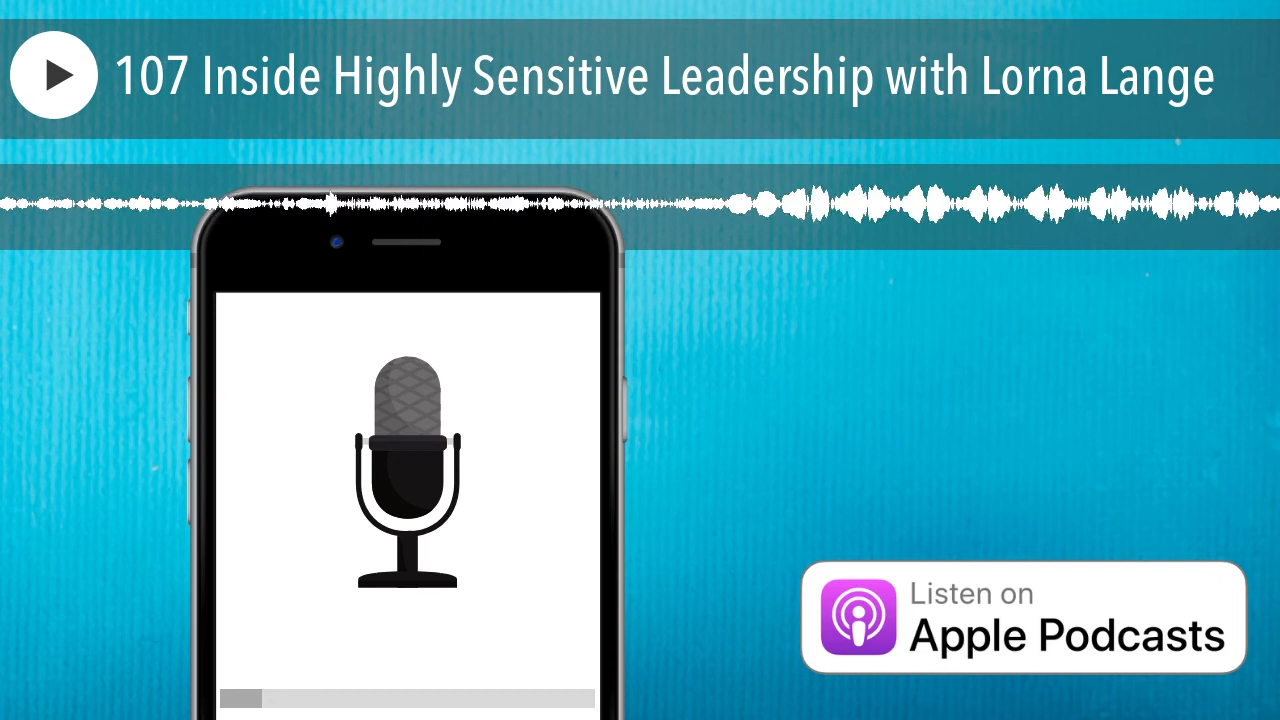 107 Inside Highly Sensitive Leadership with Lorna Lange
Listen on
Apple Podcasts